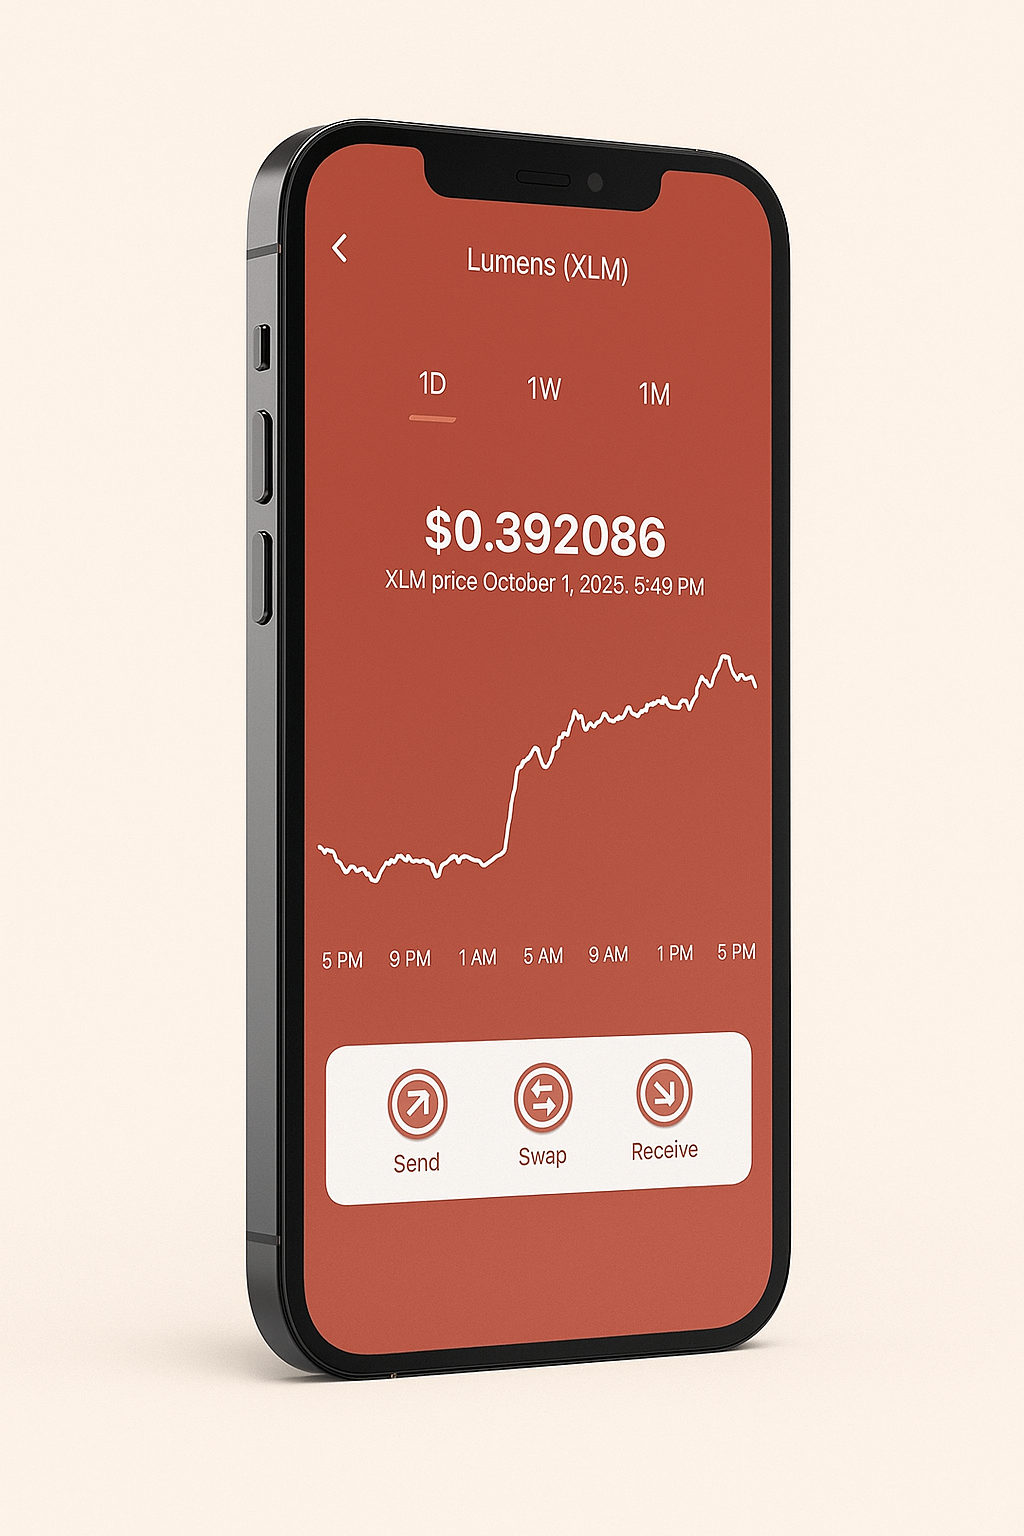 Lumens (XLM)
1D 1W 1M
$0.392086
XLM price October 1, 2025. 5:49 PM
5 PM 9 PM 1 AM 5 AM 9 AM 1 PM 5 PM
Send Swap Receive